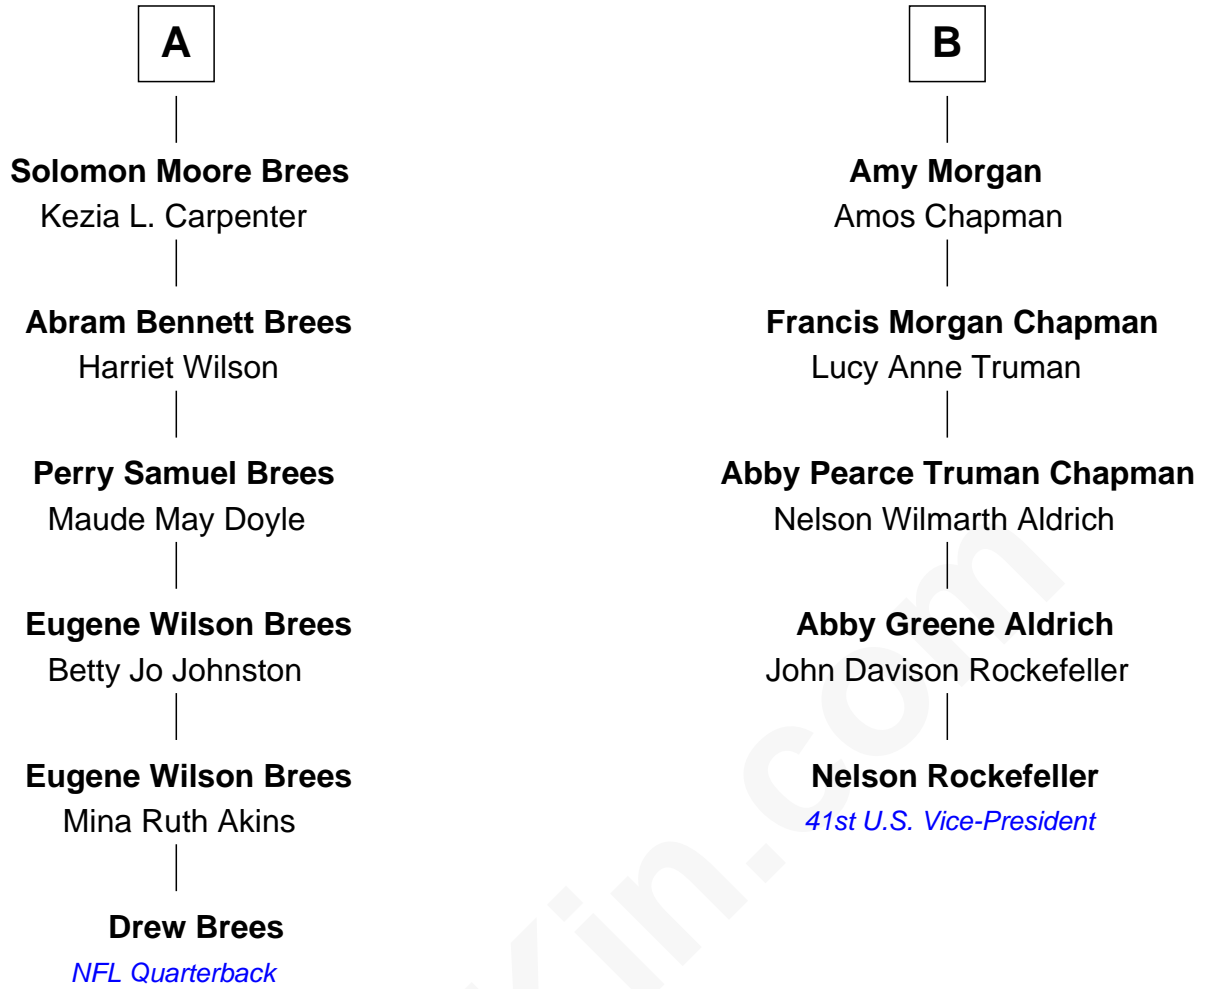 A
Solomon Moore Brees
Kezia L. Carpenter
Abram Bennett Brees
Harriet Wilson
Perry Samuel Brees
Maude May Doyle
Eugene Wilson Brees
Betty Jo Johnston
Eugene Wilson Brees
Mina Ruth Akins
Drew Brees
NFL Quarterback
B
Amy Morgan
Amos Chapman
Francis Morgan Chapman
Lucy Anne Truman
Abby Pearce Truman Chapman
Nelson Wilmarth Aldrich
Abby Greene Aldrich
John Davison Rockefeller
Nelson Rockefeller
41st U.S. Vice-President
Kin.com